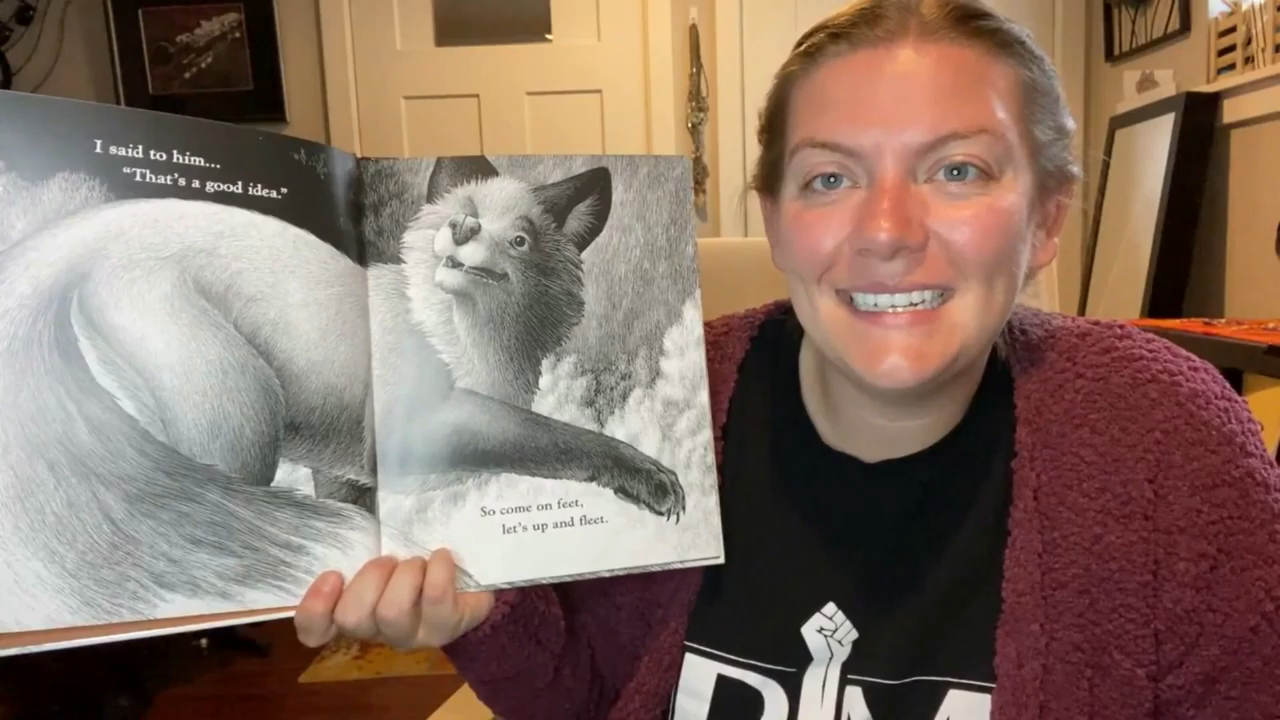 I said to him...
"That's a good idea."
So come on feet,
let's up and fleet.